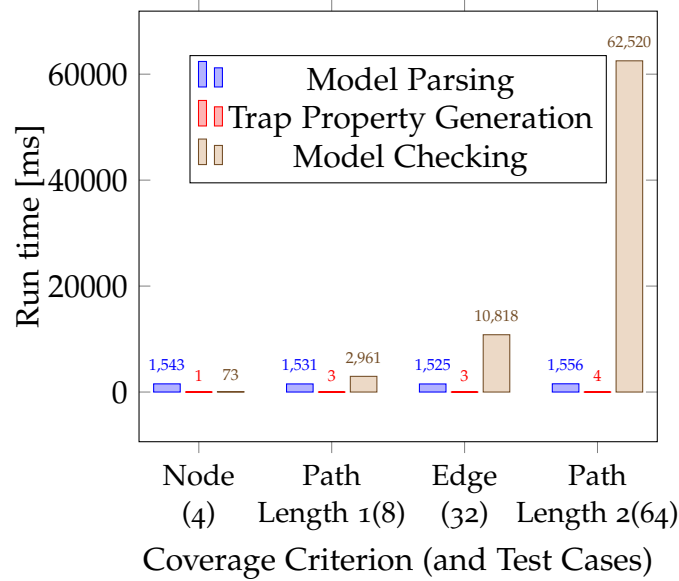 62,520
60000
Model Parsing
Trap Property Generation
Model Checking
40000
Run time [ms]
20000
10,818
1,543 1 73 1,531 3 2,961 1,525 3 1,556 4
0
Node Path Edge Path
(4) Length 1(8) (32) Length 2(64)
Coverage Criterion (and Test Cases)